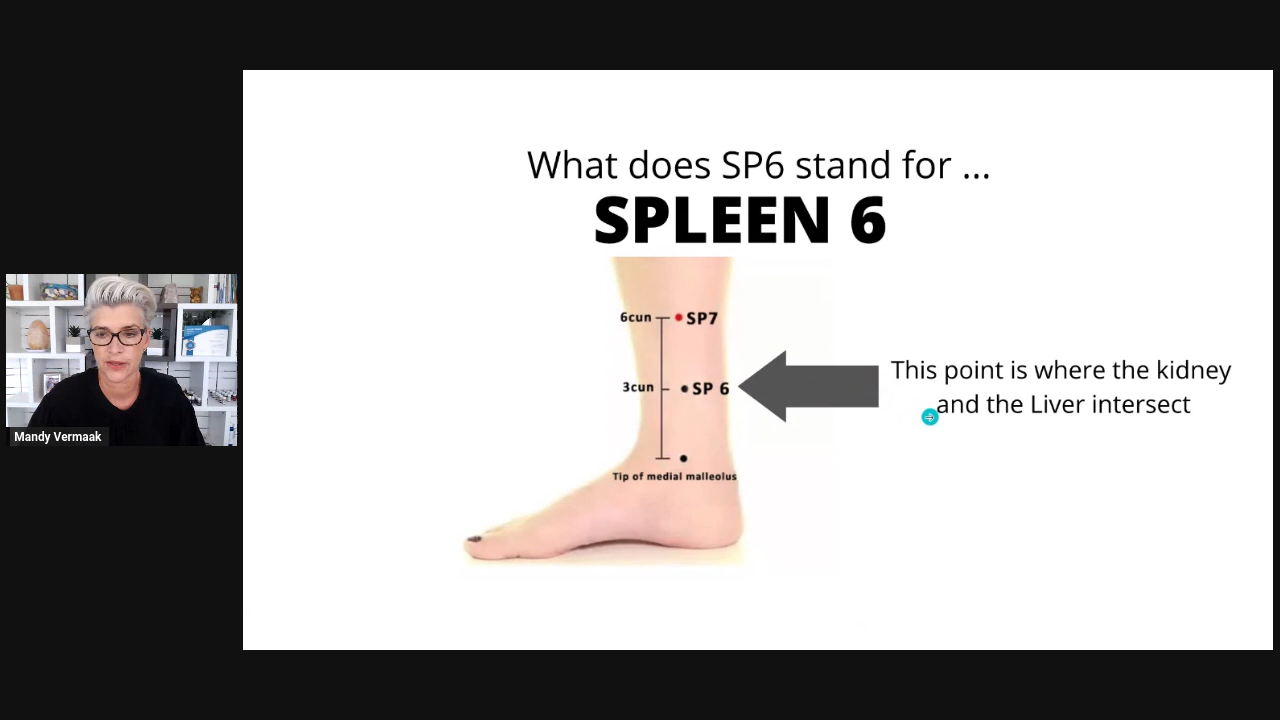 What does SP6 stand for ...
SPLEEN 6
6cun
SP7
3cun
SP 6
Tip of medial malleolus
This point is where the kidney
and the Liver intersect
Mandy Vermaak